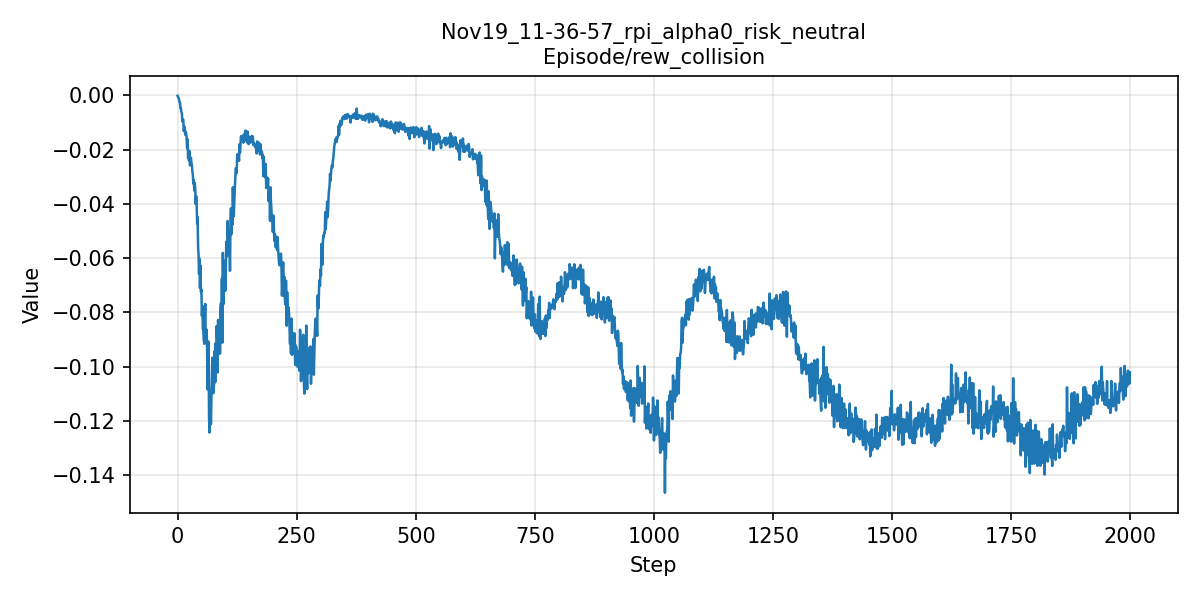 Nov19_11-36-57_rpi_alpha0_risk_neutral
Episode/rew_collision
0.00
−0.02
−0.04
−0.06
−0.08
−0.10
−0.12
−0.14
Value
0 250 500 750 1000 1250 1500 1750 2000
Step